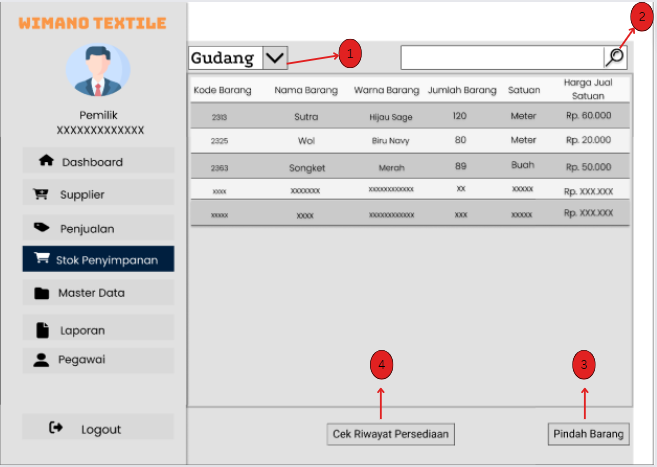 WIMANO TEXTILE
Pemilik
XXXXXXXXXXXXX
Dashboard
Supplier
Penjualan
Stok Penyimpanan
Master Data
Laporan
Pegawai
Logout
Gudang
1
2
Kode Barang Nama Barang Warna Barang Jumlah Barang Satuan Harga Jual Satuan
2313 Sutra Hijau Sage 120 Meter Rp. 60.000
2325 Wol Biru Navy 80 Meter Rp. 20.000
2363 Songket Merah 89 Buah Rp. 50.000
xxxx xxxxxxx xxxxxxxxxxxx xx xxxxx Rp. XXX.XXX
xxxxx xxxx xxxxxxxxxxxx xxx xxxxx Rp. XXX.XXX
4
3
Cek Riwayat Persediaan
Pindah Barang